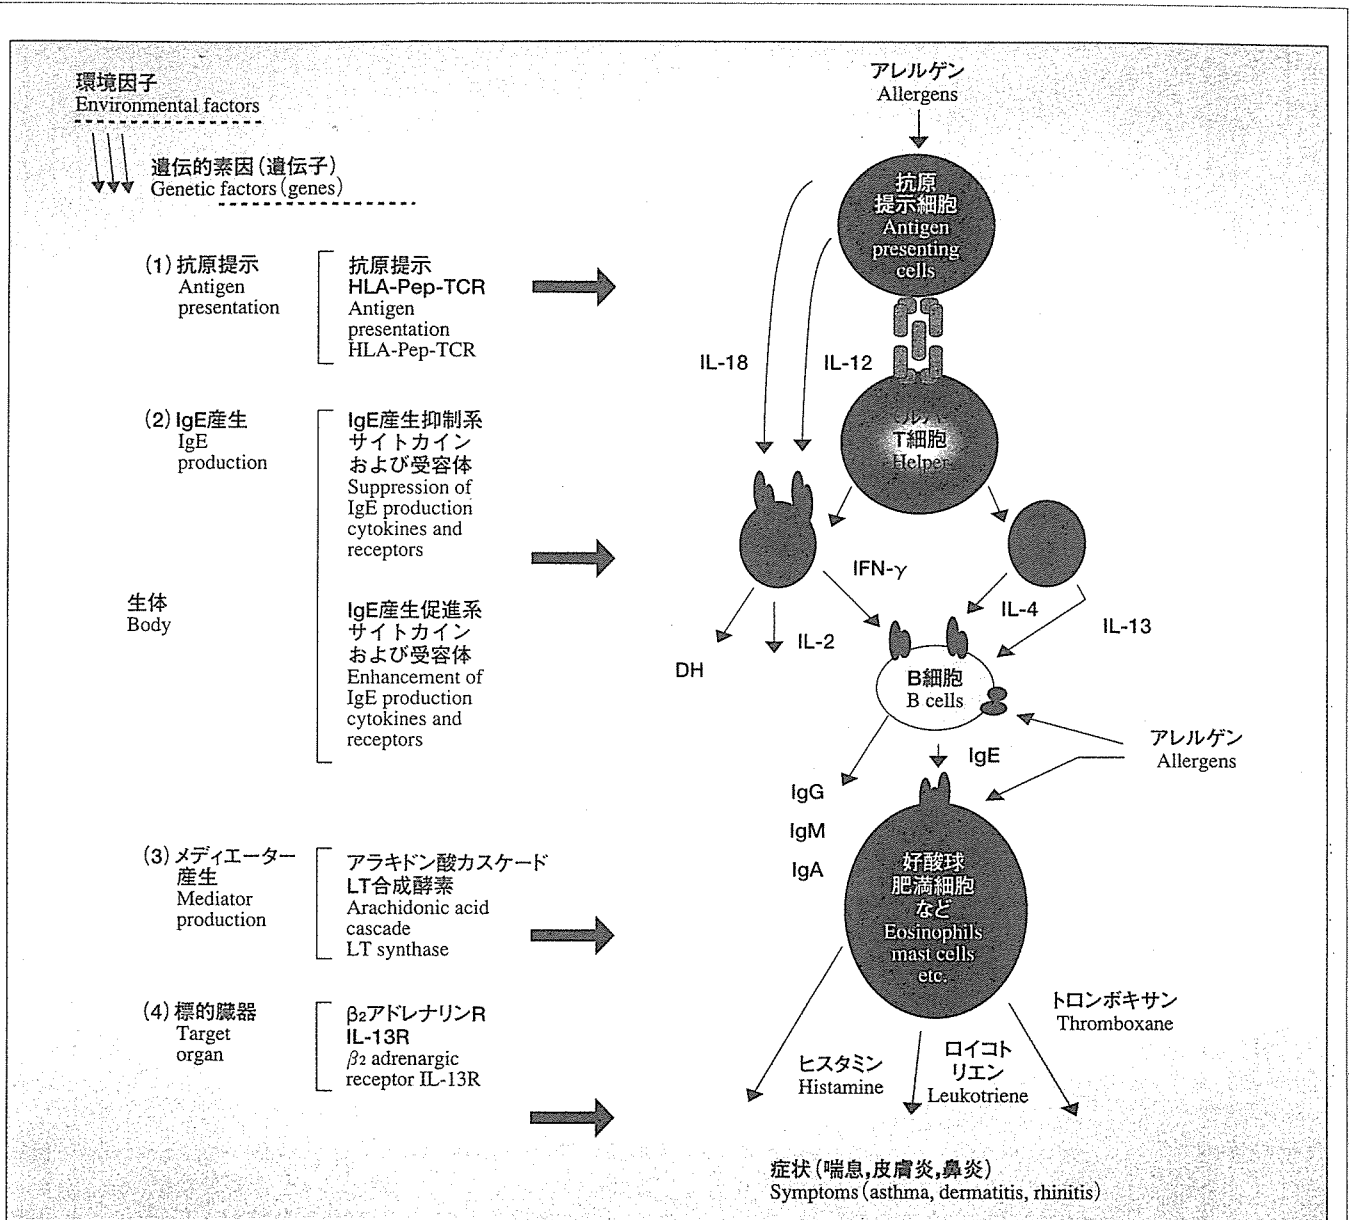 環境因子
Environmental factors
遺伝的素因(遺伝子)
Genetic factors(genes)
(1)抗原提示
Antigen
presentation
抗原提示
HLA-Pep-TCR
Antigen
presentation
HLA-Pep-TCR
(2)IgE産生
IgE
production
IgE産生抑制系
サイトカイン
および受容体
Suppression of
IgE production
cytokines and
receptors
IgE産生促進系
サイトカイン
および受容体
Enhancement of
IgE production
cytokines and
receptors
生体
Body
(3)メディエーター
産生
Mediator
production
アラキドン酸カスケード
LT合成酵素
Arachidonic acid
cascade
LT synthase
(4)標的臓器
Target
organ
β2アドレナリンR
IL-13R
β2 adrenargic
receptor IL-13R
アレルゲン
Allergens
抗原
提示細胞
Antigen
presenting
cells
IL-18
IL-12
T細胞
Helper
IFN-γ
IL-4
IL-13
IL-2
DH
B細胞
B cells
アレルゲン
Allergens
IgE
IgG
IgM
IgA
好酸球
肥満細胞
など
Eosinophils
mast cells
etc.
ヒスタミン
Histamine
ロイコト
リエン
Leukotriene
トロンボキサン
Thromboxane
症状(喘息,皮膚炎,鼻炎)
Symptoms(asthma, dermatitis, rhinitis)